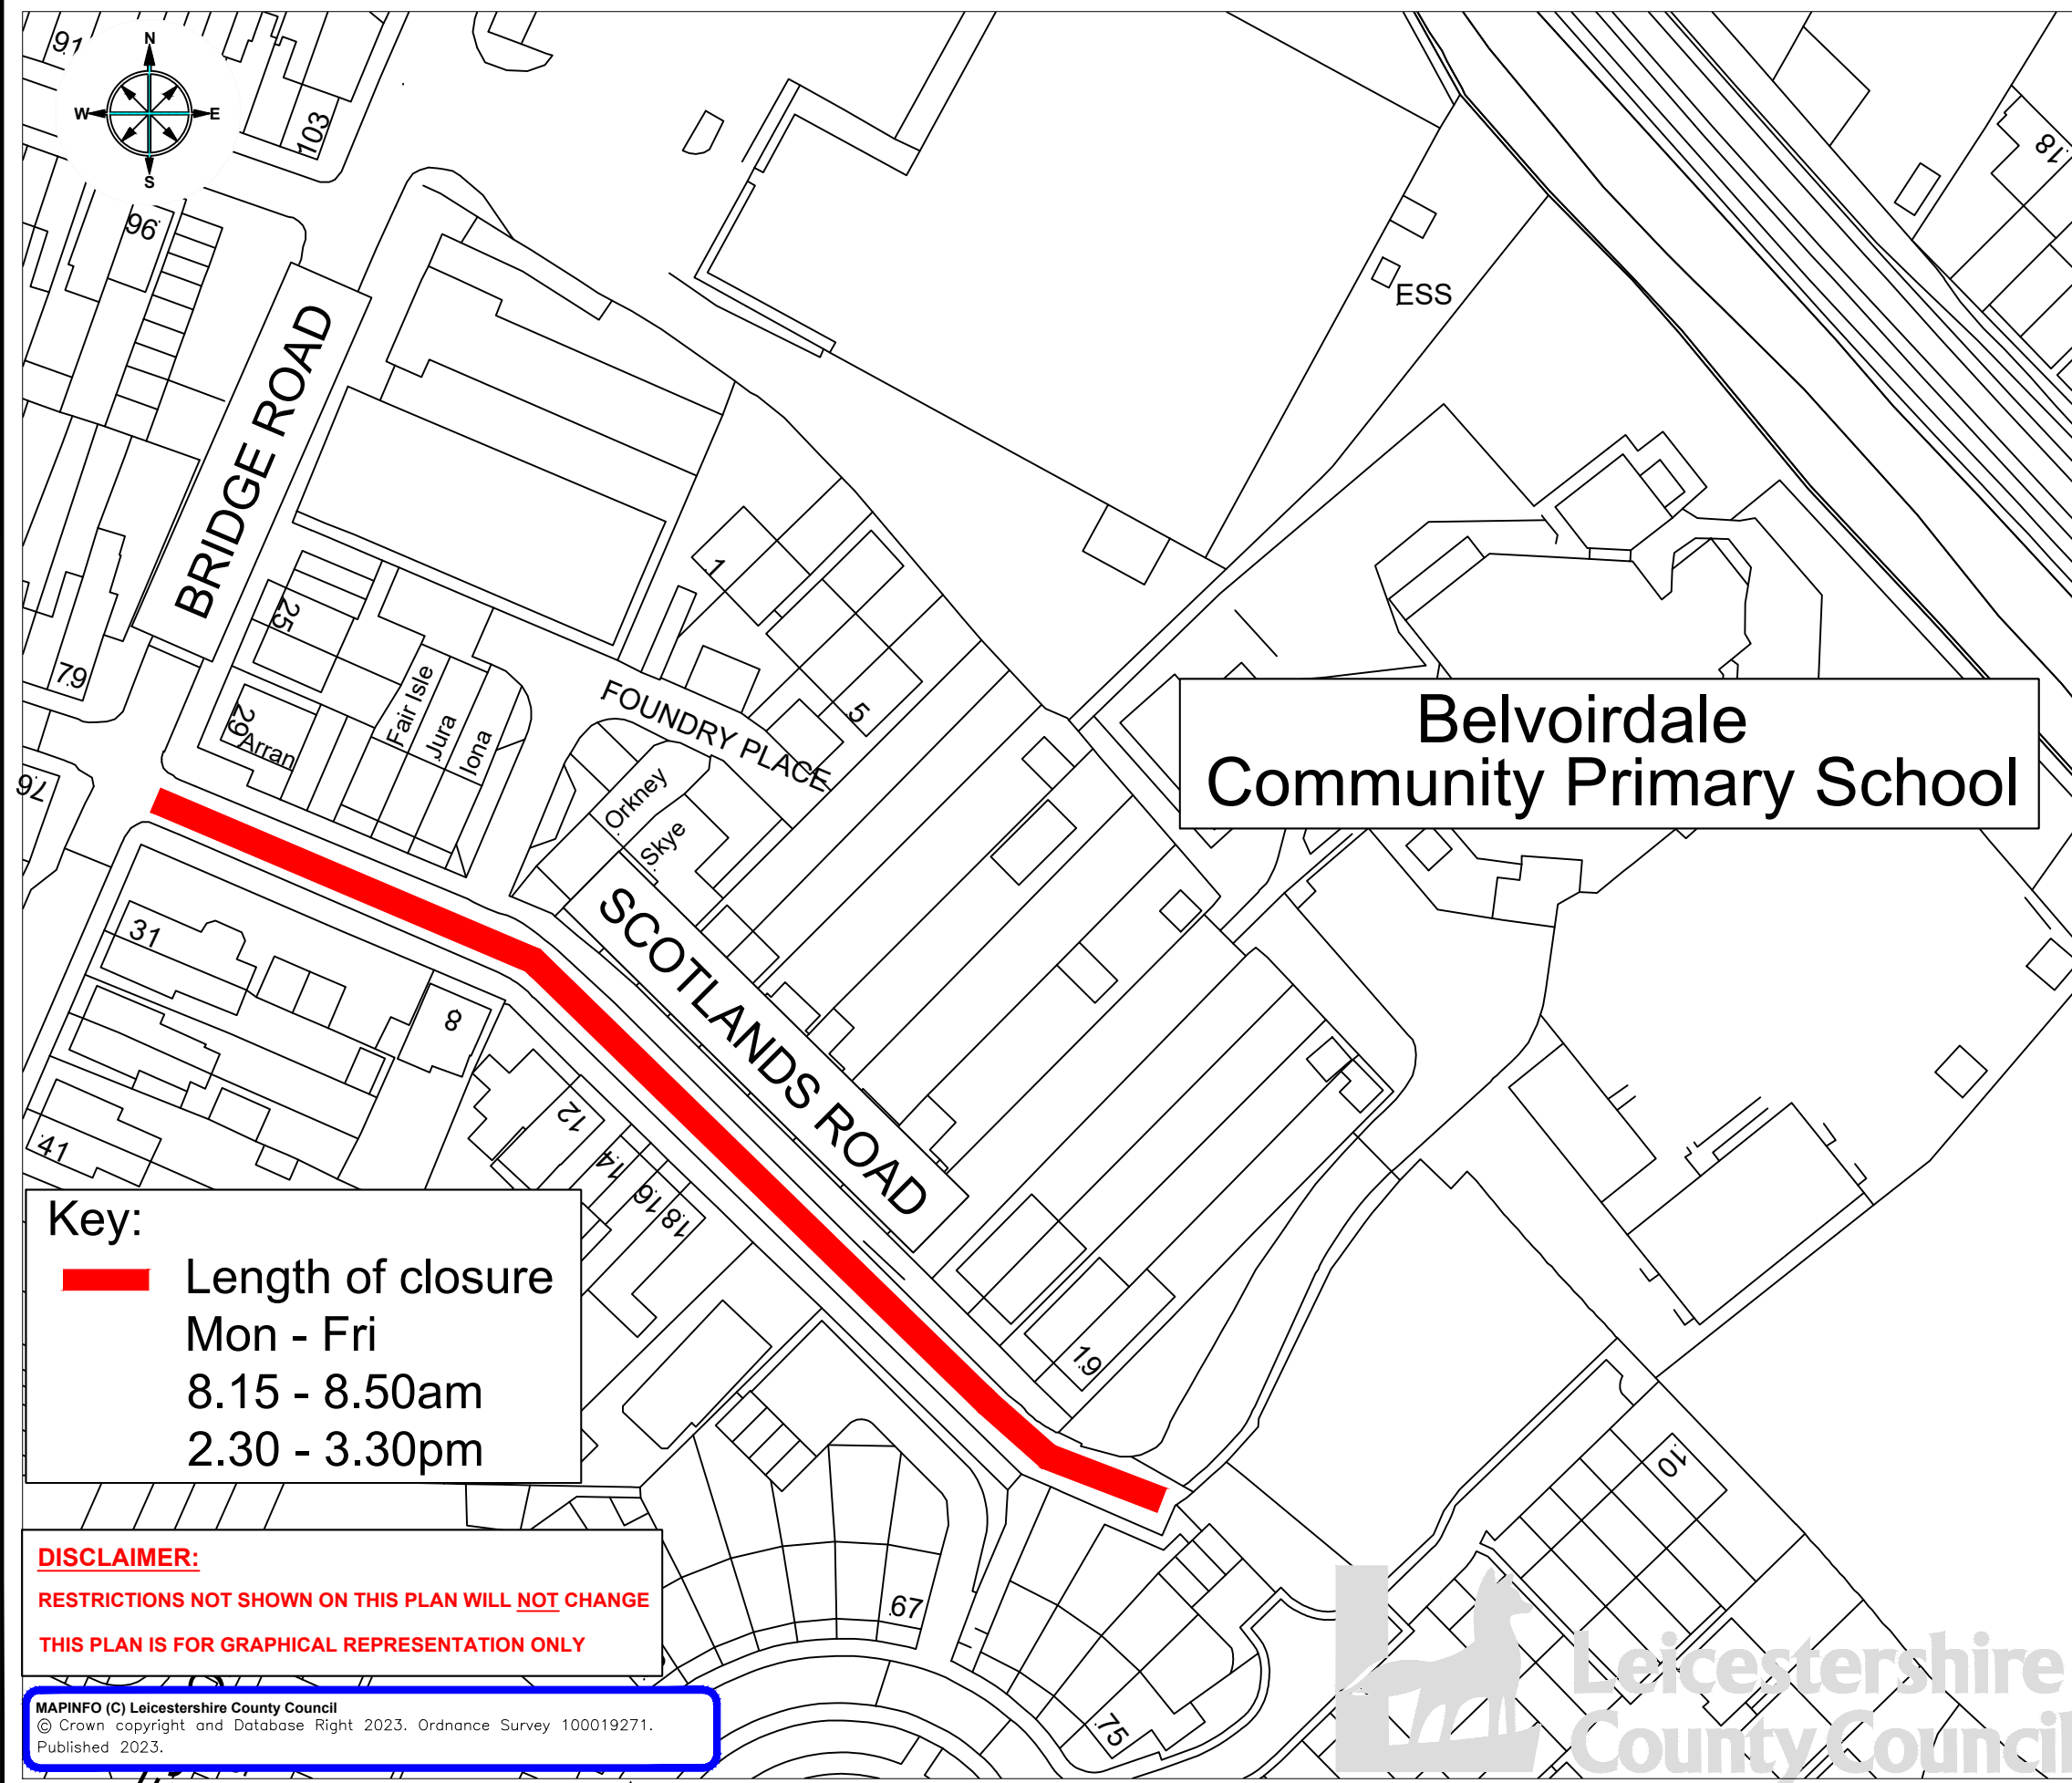 91
N
W
E
S
103
96
18
ESS
BRIDGE ROAD
1
5
25
79
29
Arran
Fair Isle
Jura
Iona
FOUNDRY PLACE
Orkney
Skye
76
Belvoirdale
Community Primary School
SCOTLANDS ROAD
31
8
41
12
14
16
18
19
Key:
Length of closure
Mon - Fri
8.15 - 8.50am
2.30 - 3.30pm
10
67
75
DISCLAIMER:
RESTRICTIONS NOT SHOWN ON THIS PLAN WILL NOT CHANGE
THIS PLAN IS FOR GRAPHICAL REPRESENTATION ONLY
MAPINFO (C) Leicestershire County Council
© Crown copyright and Database Right 2023. Ordnance Survey 100019271.
Published 2023.
Leicestershire
County Council